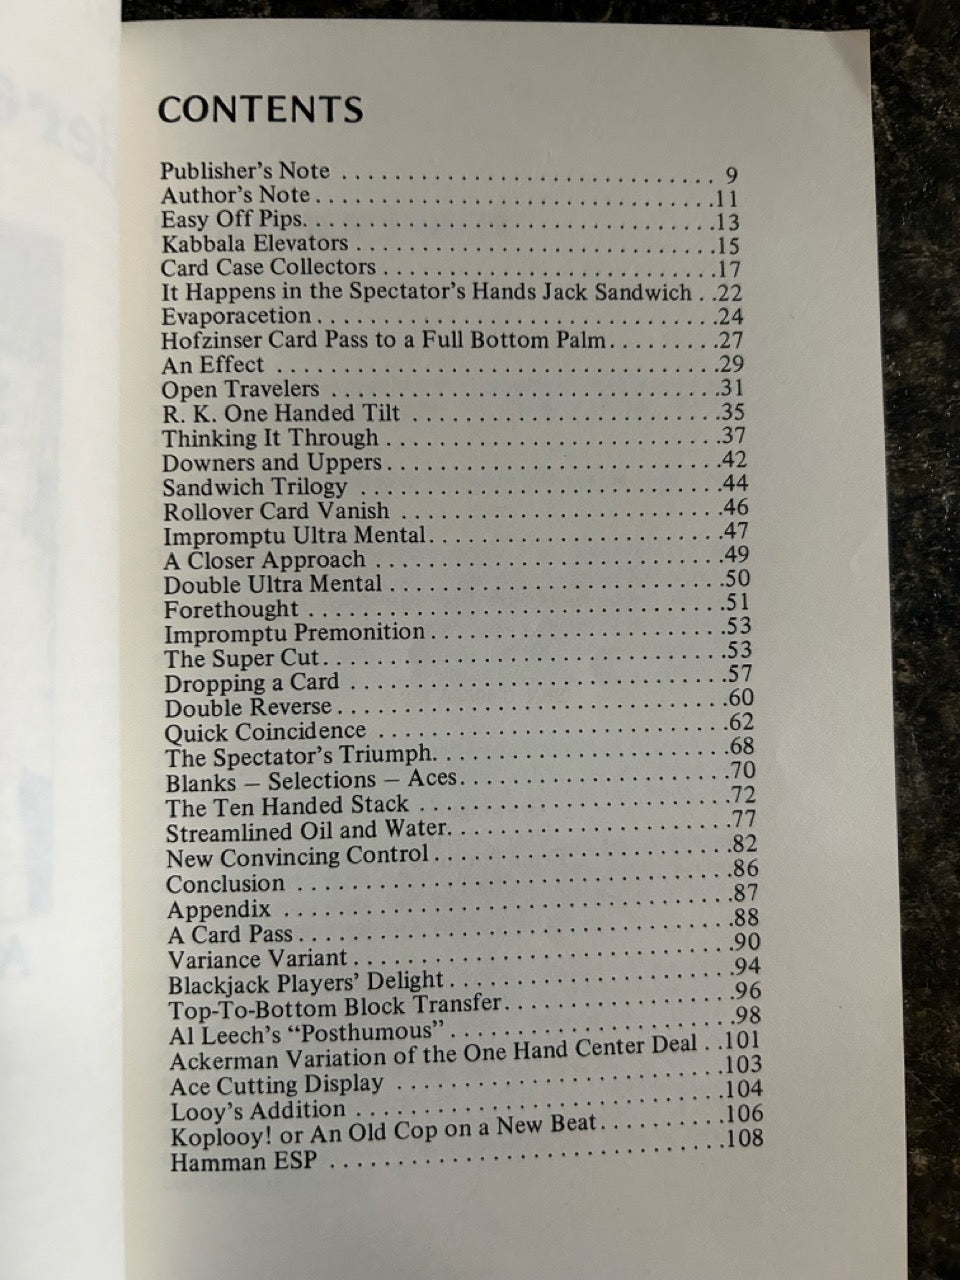 CONTENTS
Publisher's Note . . . . . . . . . . . . . . . . . . . . . . . . . . . . 9
Author's Note . . . . . . . . . . . . . . . . . . . . . . . . . . . . .11
Easy Off Pips. . . . . . . . . . . . . . . . . . . . . . . . . . . . . .13
Kabbala Elevators . . . . . . . . . . . . . . . . . . . . . . . . . . .15
Card Case Collectors . . . . . . . . . . . . . . . . . . . . . . . . .17
It Happens in the Spectator's Hands Jack Sandwich . .22
Evaporacetion . . . . . . . . . . . . . . . . . . . . . . . . . . . . .24
Hofzinser Card Pass to a Full Bottom Palm. . . . . . . . .27
An Effect . . . . . . . . . . . . . . . . . . . . . . . . . . . . . . . .29
Open Travelers . . . . . . . . . . . . . . . . . . . . . . . . . . . .31
R. K. One Handed Tilt . . . . . . . . . . . . . . . . . . . . . . .35
Thinking It Through . . . . . . . . . . . . . . . . . . . . . . . . .37
Downers and Uppers . . . . . . . . . . . . . . . . . . . . . . . . .42
Sandwich Trilogy . . . . . . . . . . . . . . . . . . . . . . . . . . .44
Rollover Card Vanish . . . . . . . . . . . . . . . . . . . . . . . .46
Impromptu Ultra Mental. . . . . . . . . . . . . . . . . . . . . .47
A Closer Approach . . . . . . . . . . . . . . . . . . . . . . . . . .49
Double Ultra Mental . . . . . . . . . . . . . . . . . . . . . . . . .50
Forethought . . . . . . . . . . . . . . . . . . . . . . . . . . . . . .51
Impromptu Premonition . . . . . . . . . . . . . . . . . . . . . .53
The Super Cut. . . . . . . . . . . . . . . . . . . . . . . . . . . . .53
Dropping a Card . . . . . . . . . . . . . . . . . . . . . . . . . . .57
Double Reverse . . . . . . . . . . . . . . . . . . . . . . . . . . . .60
Quick Coincidence . . . . . . . . . . . . . . . . . . . . . . . . . .62
The Spectator's Triumph. . . . . . . . . . . . . . . . . . . . . .68
Blanks – Selections – Aces. . . . . . . . . . . . . . . . . . . . .70
The Ten Handed Stack . . . . . . . . . . . . . . . . . . . . . . .72
Streamlined Oil and Water. . . . . . . . . . . . . . . . . . . . .77
New Convincing Control . . . . . . . . . . . . . . . . . . . . . .82
Conclusion . . . . . . . . . . . . . . . . . . . . . . . . . . . . . . .86
Appendix . . . . . . . . . . . . . . . . . . . . . . . . . . . . . . . .87
A Card Pass . . . . . . . . . . . . . . . . . . . . . . . . . . . . . . .88
Variance Variant . . . . . . . . . . . . . . . . . . . . . . . . . . . .90
Blackjack Players' Delight . . . . . . . . . . . . . . . . . . . . .94
Top-To-Bottom Block Transfer. . . . . . . . . . . . . . . . . .96
Al Leech's "Posthumous" . . . . . . . . . . . . . . . . . . . . .98
Ackerman Variation of the One Hand Center Deal . .101
Ace Cutting Display . . . . . . . . . . . . . . . . . . . . . . . .103
Looy's Addition . . . . . . . . . . . . . . . . . . . . . . . . . . .104
Koplooy! or An Old Cop on a New Beat. . . . . . . . . .106
Hamman ESP . . . . . . . . . . . . . . . . . . . . . . . . . . . . .108